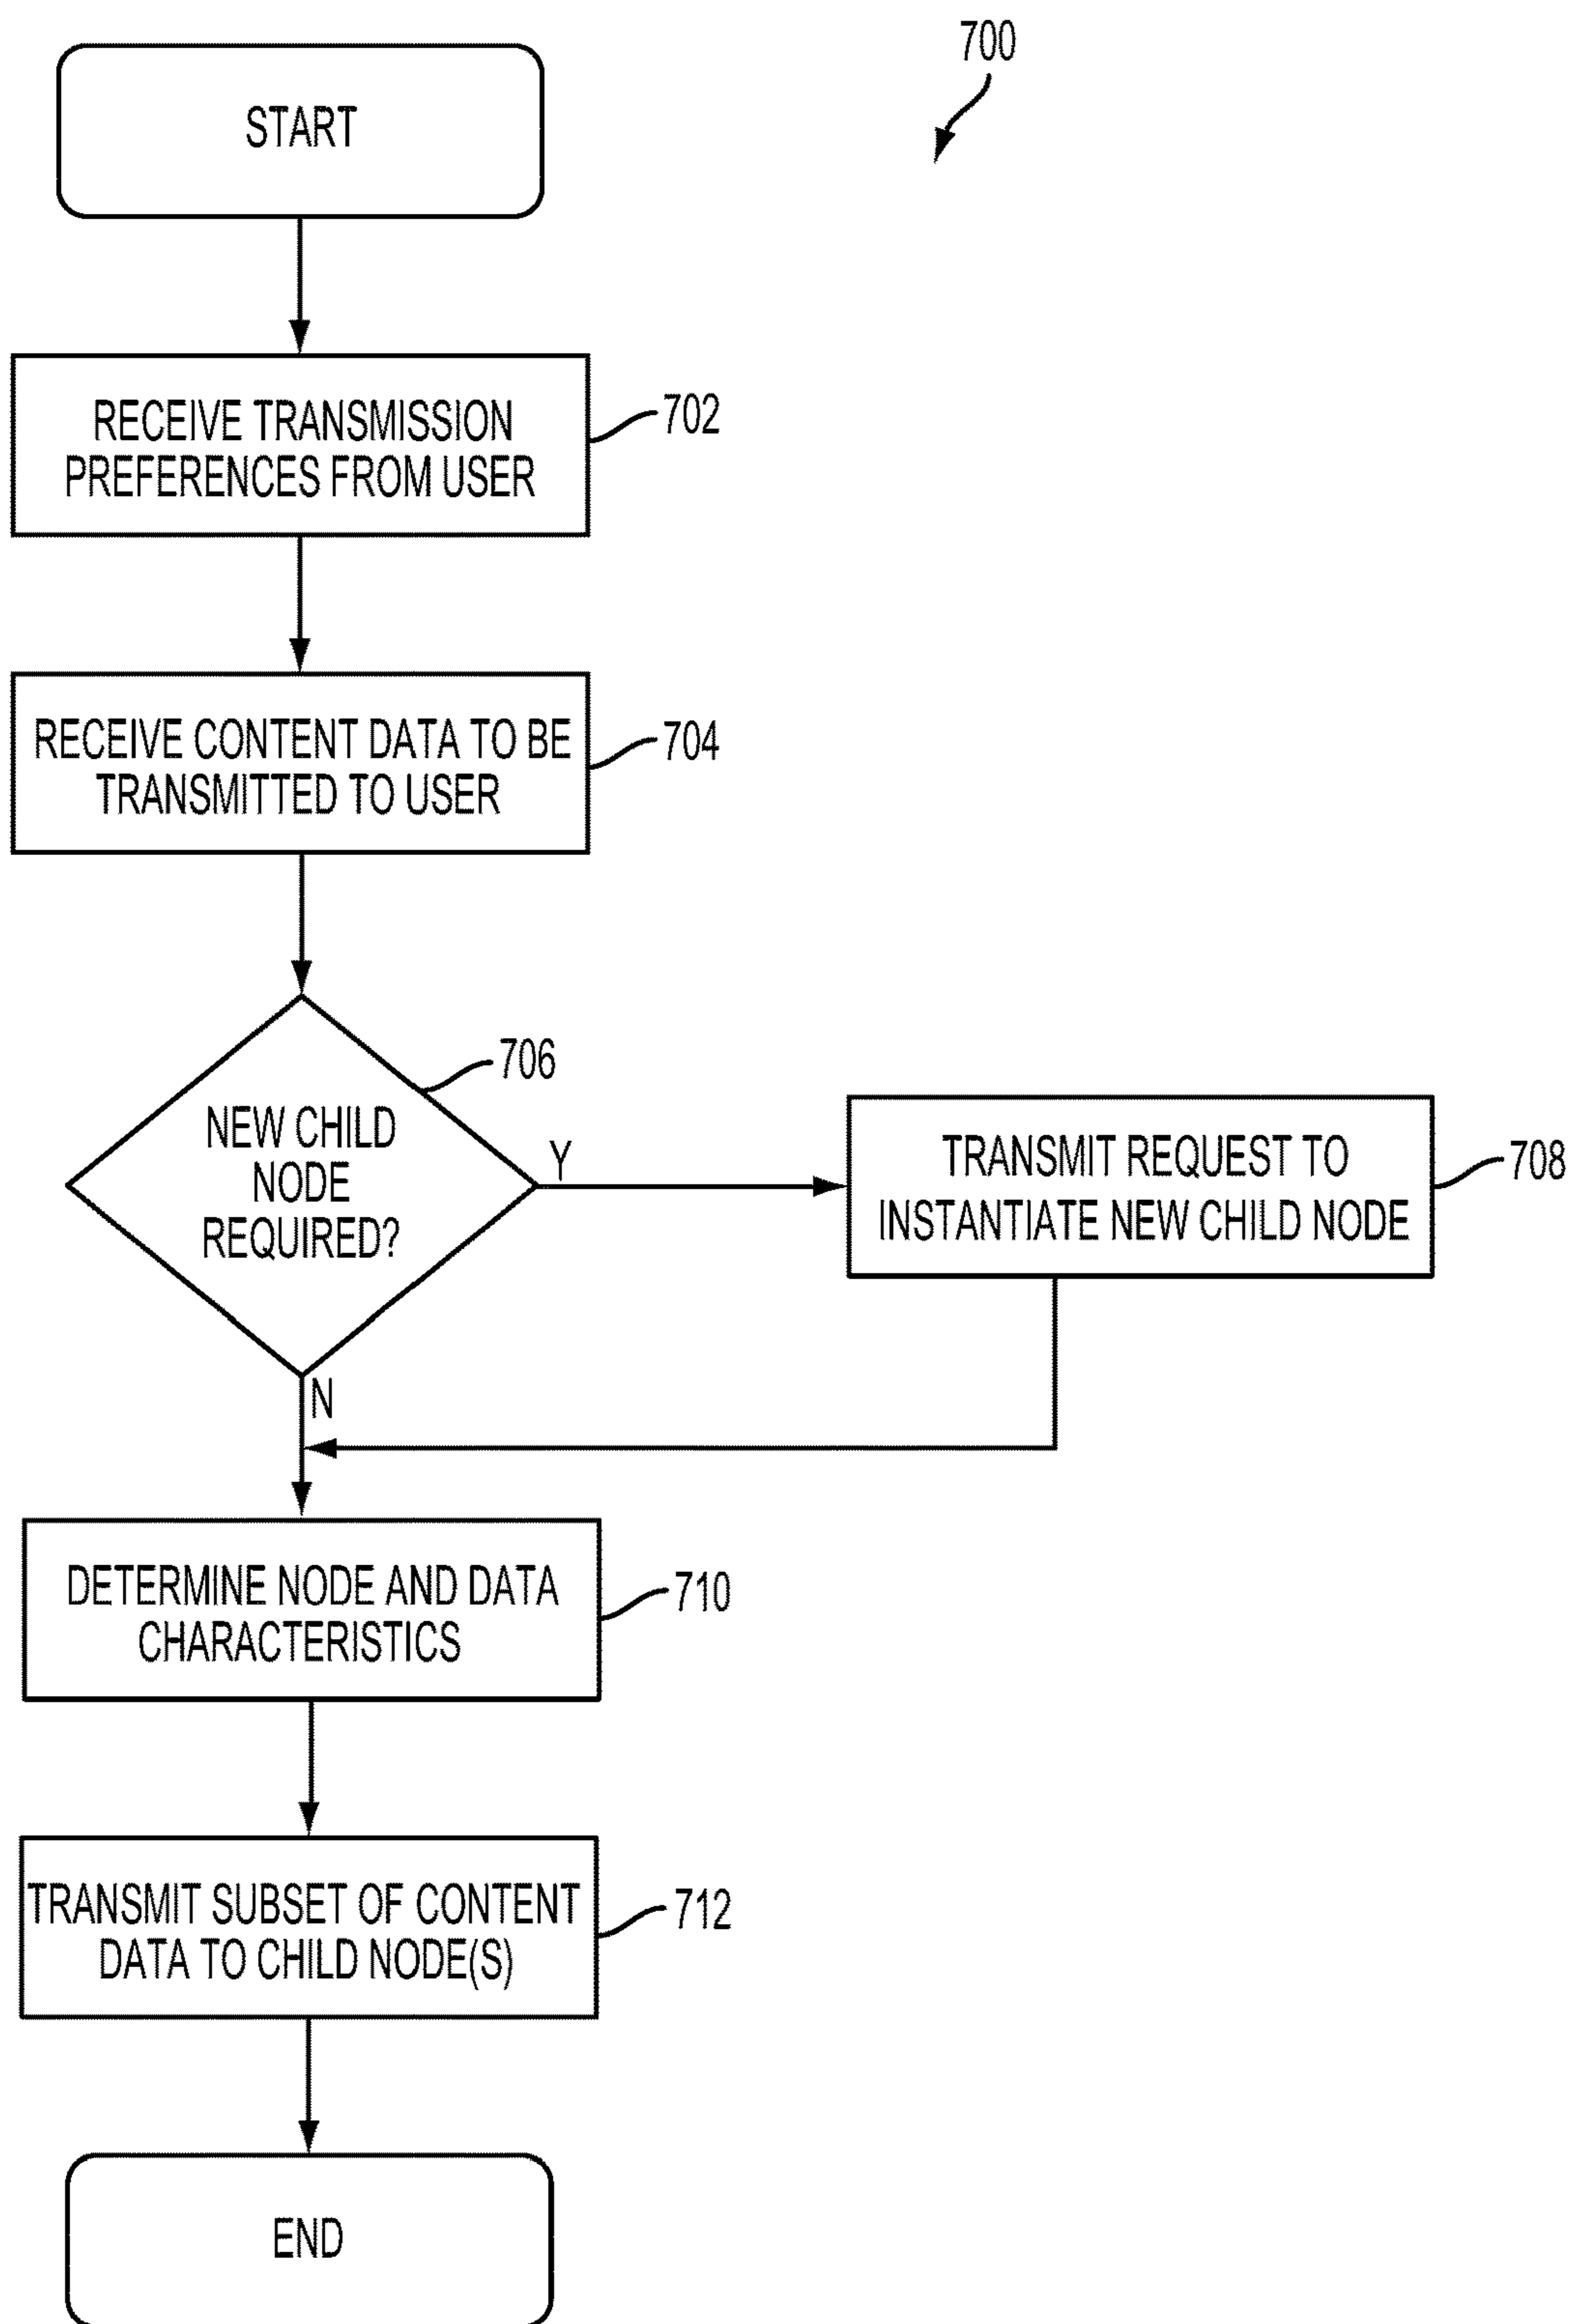 700
START
RECEIVE TRANSMISSION
PREFERENCES FROM USER
702
RECEIVE CONTENT DATA TO BE
TRANSMITTED TO USER
704
706
NEW CHILD
NODE
REQUIRED?
Y
TRANSMIT REQUEST TO
INSTANTIATE NEW CHILD NODE
708
N
DETERMINE NODE AND DATA
CHARACTERISTICS
710
TRANSMIT SUBSET OF CONTENT
DATA TO CHILD NODE(S)
712
END